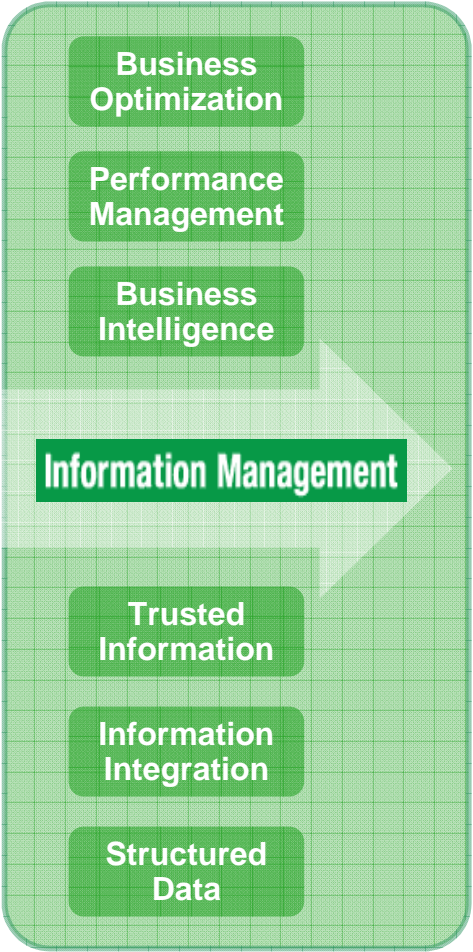 Business
Optimization
Performance
Management
Business
Intelligence
Information Management
Trusted
Information
Information
Integration
Structured
Data